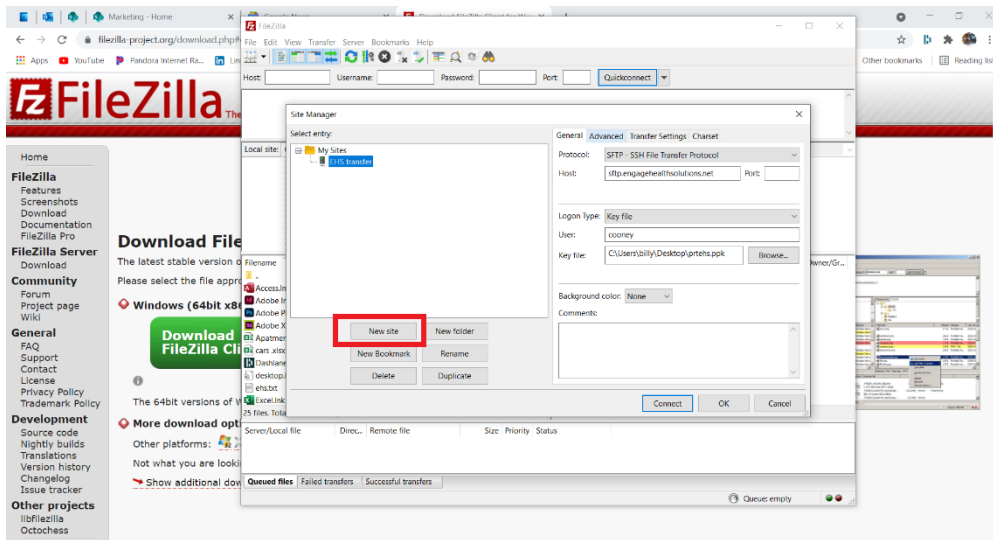 Marketing - Home
filezilla-project.org/download.php#
Apps
YouTube
Pandora Internet Ra...
Other bookmarks
Reading list
FileZilla
The
Home
FileZilla
Features
Screenshots
Download
Documentation
FileZilla Pro
FileZilla Server
Download
Community
Forum
Project page
Wiki
General
FAQ
Support
Contact
License
Privacy Policy
Trademark Policy
Development
Source code
Nightly builds
Translations
Version history
Changelog
Issue tracker
Other projects
libfilezilla
Octochess
Download File
The latest stable version o
Please select the file appro
Windows (64bit x8
Download
FileZilla Cli
The 64bit versions of
More download opt
Other platforms:
Not what you are looki
Show additional dow
FileZilla
File Edit View Transfer Server Bookmarks Help
Host: Username: Password: Port: Quickconnect
Local site:
Filename
Owner/Gr...
..
Access.ln
Adobe In
Adobe P
Adobe X
Apatmer
cars .xlsx
Dashlane
desktop.i
ehs.txt
Excel.lnk
25 files. Tota
Server/Local file Direc... Remote file Size Priority Status
Queued files Failed transfers Successful transfers
Queue: empty
Site Manager
Select entry:
My Sites
EHS transfer
New site New folder
New Bookmark Rename
Delete Duplicate
General Advanced Transfer Settings Charset
Protocol: SFTP - SSH File Transfer Protocol
Host: sftp.engagehealthsolutions.net Port:
Logon Type: Key file
User: cooney
Key file: C:\Users\billy\Desktop\prtehs.ppk Browse...
Background color: None
Comments:
Connect OK Cancel